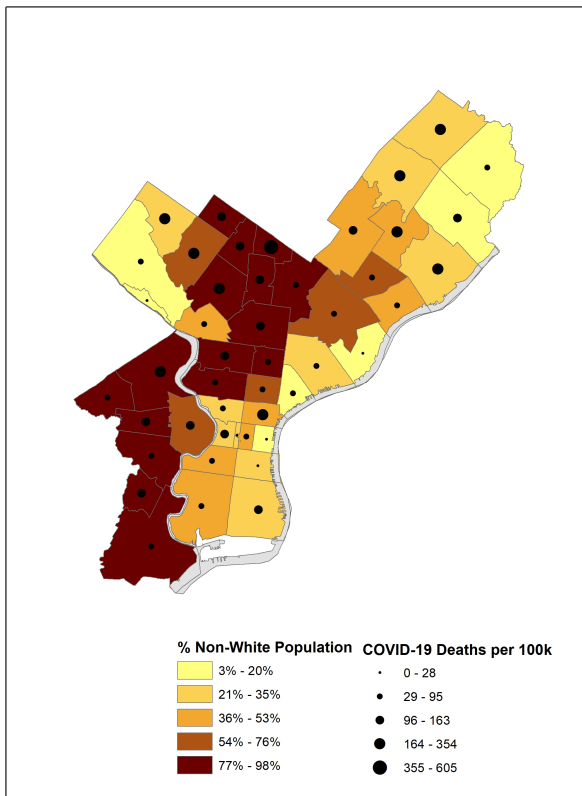 % Non-White Population
3% - 20%
21% - 35%
36% - 53%
54% - 76%
77% - 98%
COVID-19 Deaths per 100k
0 - 28
29 - 95
96 - 163
164 - 354
355 - 605